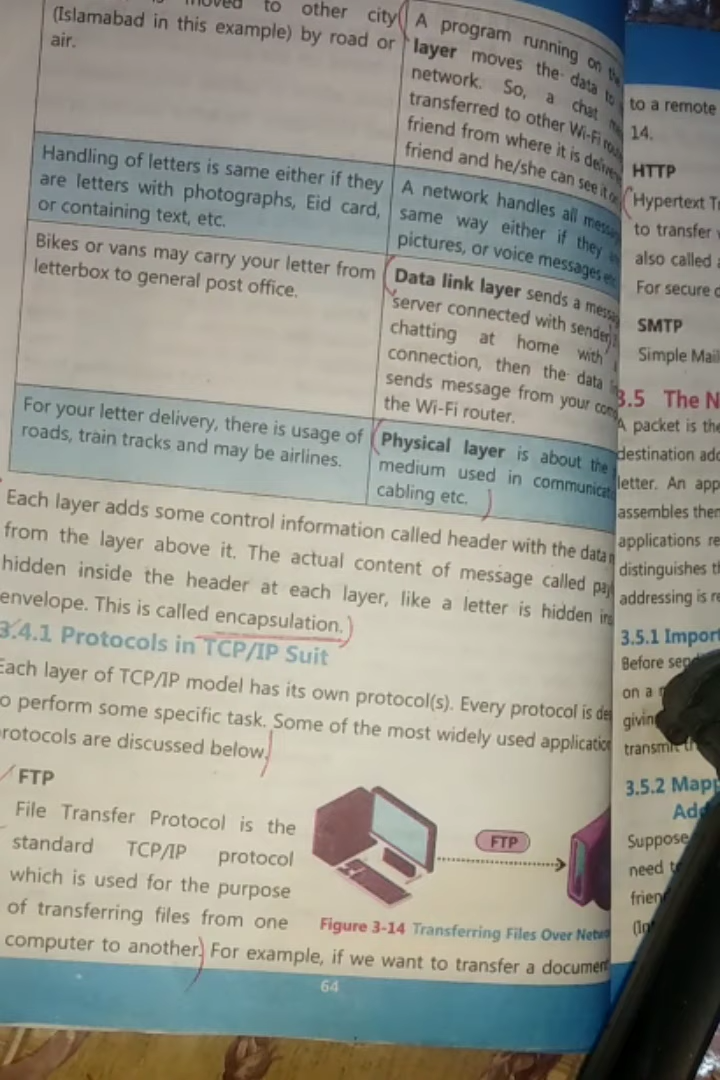 moved to other city
(Islamabad in this example) by road or
air.
A program running on
layer moves the data to
network. So, a chat
transferred to other Wi-Fi
friend from where it is
friend and he/she can see it
Handling of letters is same either if they
are letters with photographs, Eid card,
or containing text, etc.
A network handles all
same way either if they
pictures, or voice messages
Bikes or vans may carry your letter from
letterbox to general post office.
Data link layer sends a
server connected with sender
chatting at home with
connection, then the data
sends message from your
the Wi-Fi router.
For your letter delivery, there is usage of
roads, train tracks and may be airlines.
Physical layer is about the
medium used in
cabling etc.
Each layer adds some control information called header with the data
from the layer above it. The actual content of message called
hidden inside the header at each layer, like a letter is hidden
envelope. This is called encapsulation.
3.4.1 Protocols in TCP/IP Suit
Each layer of TCP/IP model has its own protocol(s). Every protocol is
to perform some specific task. Some of the most widely used application
protocols are discussed below.
FTP
File Transfer Protocol is the
standard TCP/IP protocol
which is used for the purpose
of transferring files from one
computer to another. For example, if we want to transfer a document
FTP
Figure 3-14 Transferring Files Over
64
to a remote
14.
HTTP
Hypertext
to transfer
also called
For secure
SMTP
Simple
3.5 The
A packet is the
destination
letter. An
assembles
applications
distinguishes
addressing is
3.5.1
Before
on a
giving
transmit
3.5.2
Suppose
need